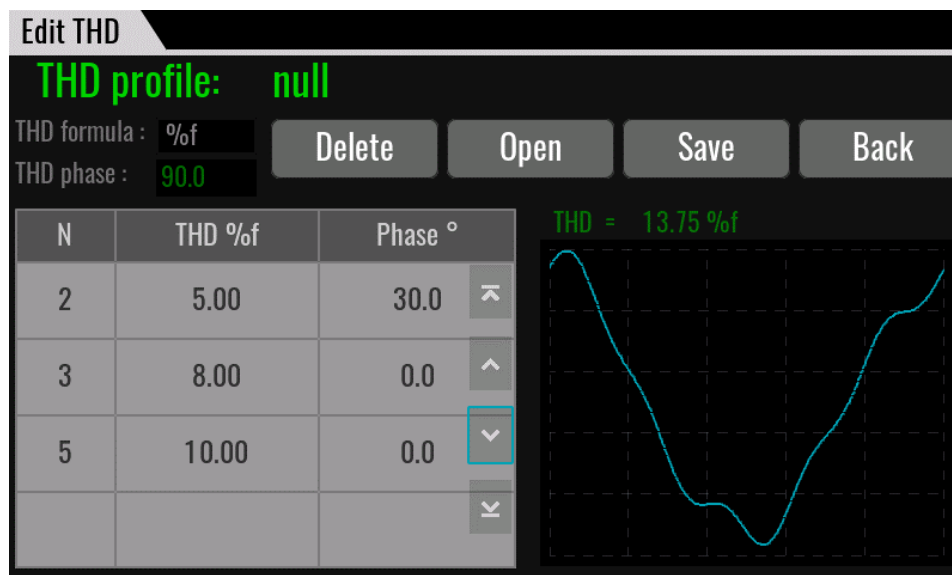 Edit THD
THD profile: null
THD formula : %f
THD phase : 90.0
Delete Open Save Back
THD = 13.75 %f
N THD %f Phase °
2 5.00 30.0
3 8.00 0.0
5 10.00 0.0